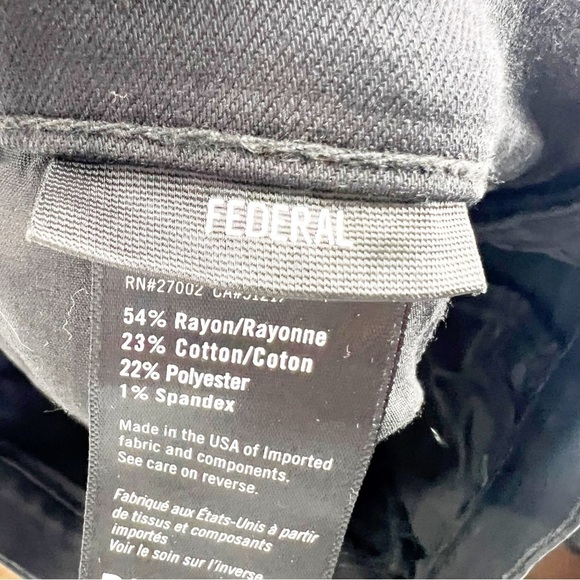 FEDERAL
RN#27002
54% Rayon/Rayonne
23% Cotton/Coton
22% Polyester
1% Spandex
Made in the USA of Imported
fabric and components.
See care on reverse.
Fabriqué aux États-Unis à partir
de tissus et composants
importés
Voir le soin sur l'inverse